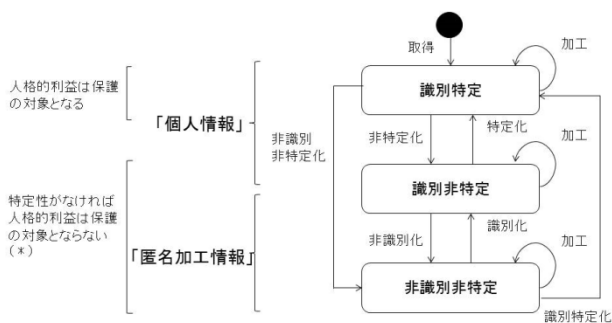 取得
加工
人格的利益は保護
の対象となる
識別特定
「個人情報」
非識別
非特定化
非特定化
特定化
加工
識別非特定
特定性がなければ
人格的利益は保護
の対象とならない
(*)
非識別化
識別化
加工
「匿名加工情報」
非識別非特定
識別特定化